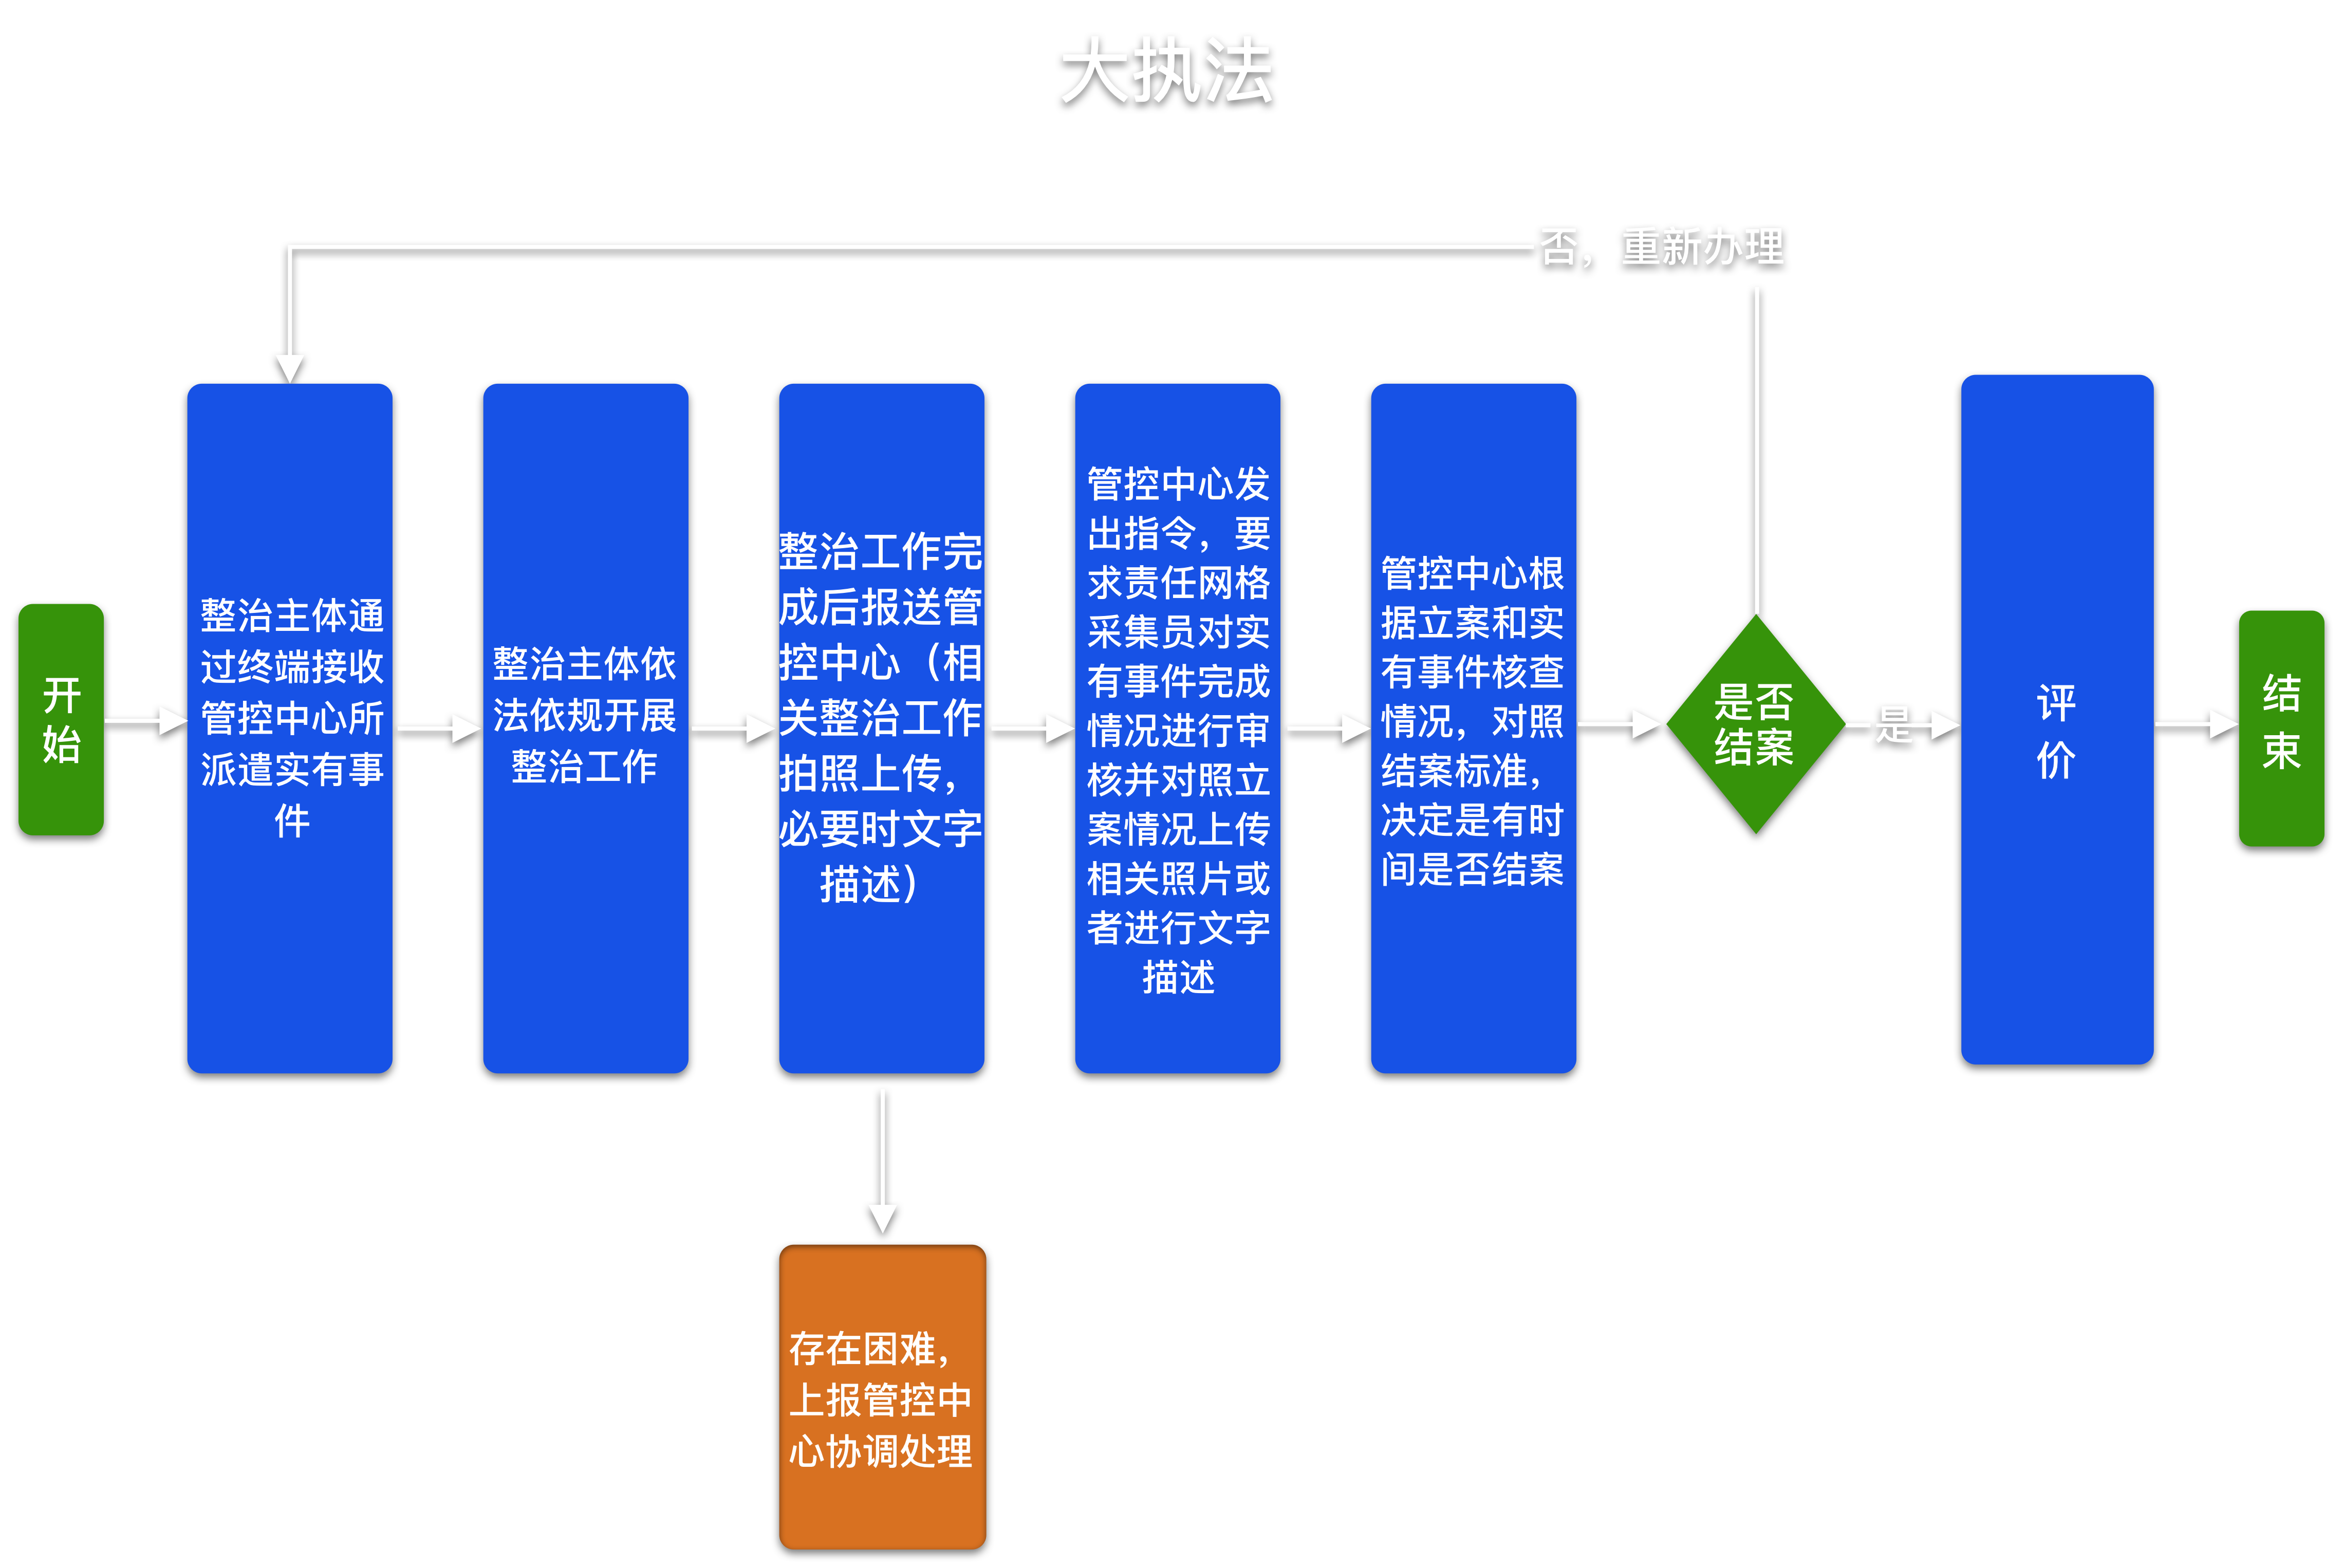 大执法
否，重新办理
开
始
整治主体通
过终端接收
管控中心所
派遣实有事
件
整治主体依
法依规开展
整治工作
整治工作完
成后报送管
控中心（相
关整治工作
拍照上传，
必要时文字
描述）
管控中心发
出指令，要
求责任网格
采集员对实
有事件完成
情况进行审
核并对照立
案情况上传
相关照片或
者进行文字
描述
管控中心根
据立案和实
有事件核查
情况，对照
结案标准，
决定是有时
间是否结案
是否
结案
是
评
价
结
束
存在困难，
上报管控中
心协调处理